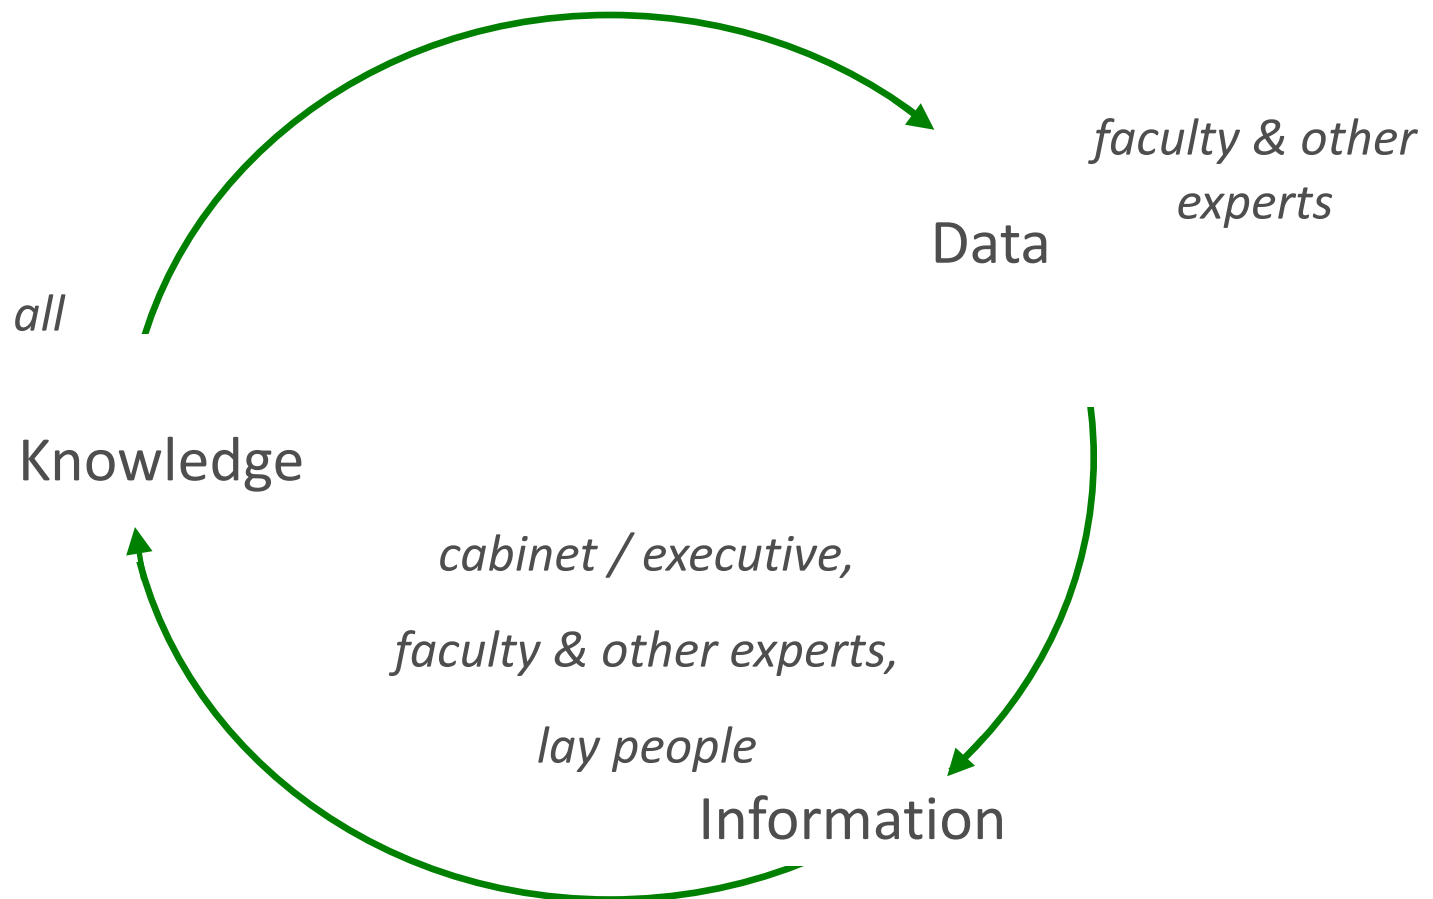 faculty & other
experts
Data
all
Knowledge
cabinet / executive,
faculty & other experts,
lay people
Information